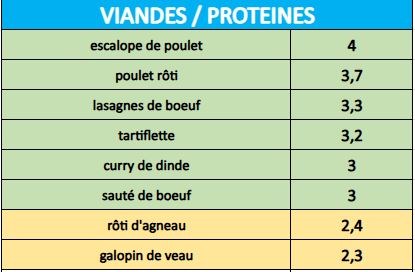 VIANDES / PROTEINES
escalope de poulet 4
poulet rôti 3,7
lasagnes de boeuf 3,3
tartiflette 3,2
curry de dinde 3
sauté de boeuf 3
rôti d'agneau 2,4
galopin de veau 2,3